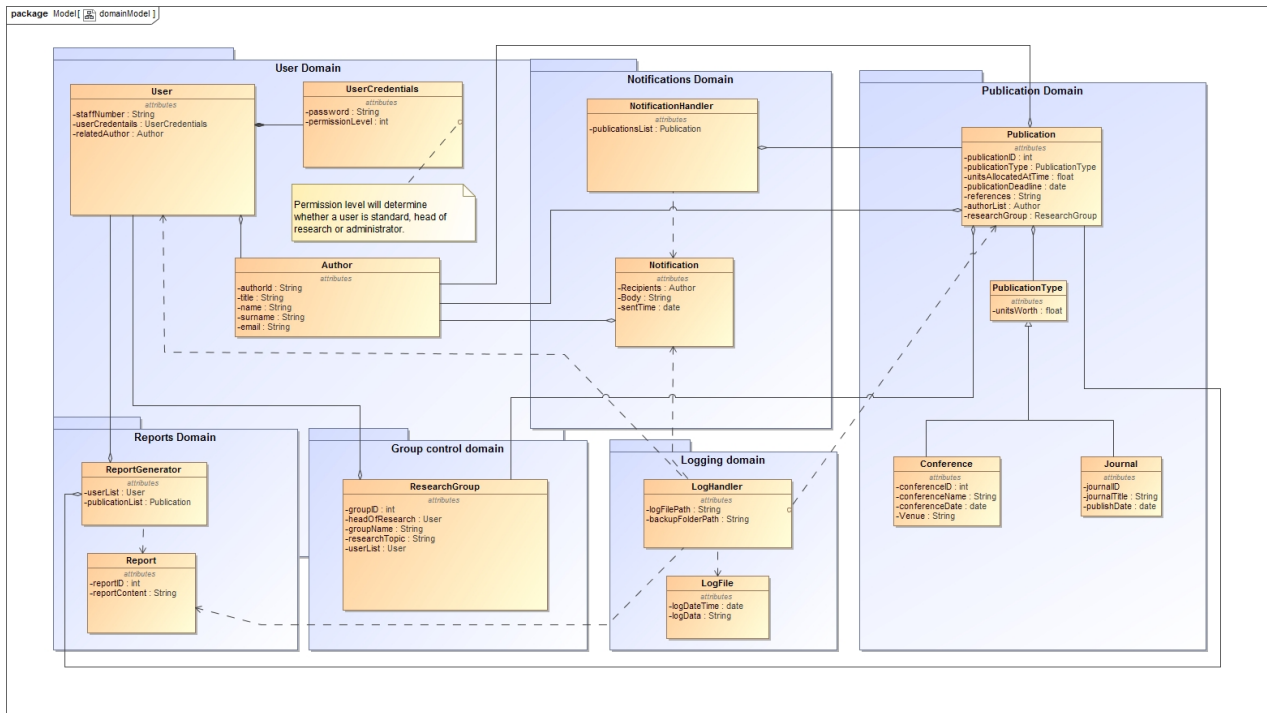 package Model[ domainModel ]
User Domain
User
attributes
-staffNumber : String
-userCredentails : UserCredentials
-relatedAuthor : Author
UserCredentials
attributes
-password : String
-permissionLevel : int
Permission level will determine
whether a user is standard, head of
research or administrator.
Author
attributes
-authorId : String
-title : String
-name : String
-surname : String
-email : String
Notifications Domain
NotificationHandler
attributes
-publicationsList : Publication
Notification
attributes
-Recipients : Author
-Body : String
-sentTime : date
Publication Domain
Publication
attributes
-publicationID : int
-publicationType : PublicationType
-unitsAllocatedAtTime : float
-publicationDeadline : date
-references : String
-authorList : Author
-researchGroup : ResearchGroup
PublicationType
attributes
-unitsWorth : float
Conference
attributes
-conferenceID : int
-conferenceName : String
-conferenceDate : date
-Venue : String
Journal
attributes
-journalID
-journalTitle : String
-publishDate : date
Reports Domain
ReportGenerator
attributes
-userList : User
-publicationList : Publication
Report
attributes
-reportID : int
-reportContent : String
Group control domain
ResearchGroup
attributes
-groupID : int
-headOfResearch : User
-groupName : String
-researchTopic : String
-userList : User
Logging domain
LogHandler
attributes
-logFilePath : String
-backupFolderPath : String
LogFile
attributes
-logDateTime : date
-logData : String